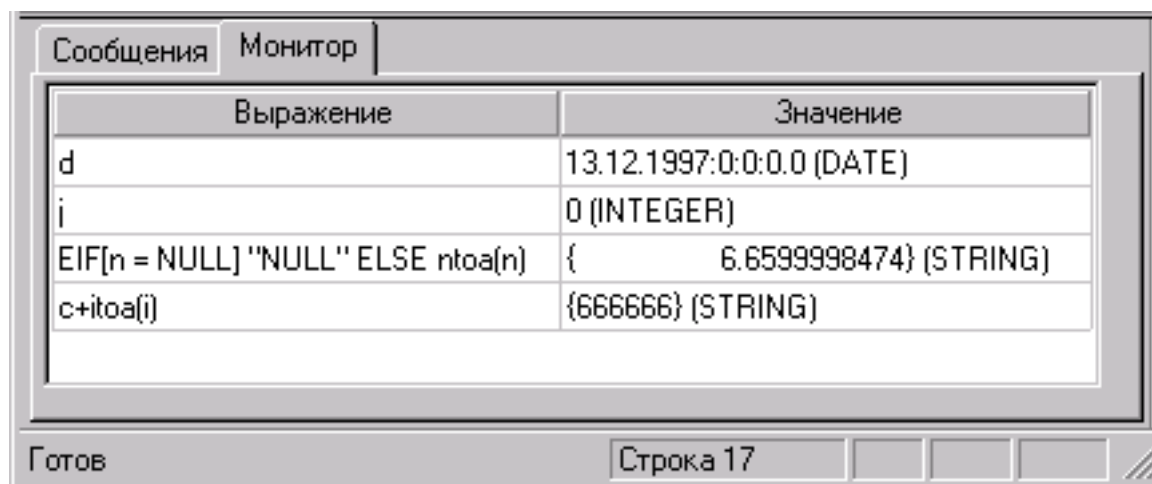 Сообщения Монитор
Выражение Значение
d 13.12.1997:0:0:0.0 (DATE)
j 0 (INTEGER)
EIF[n = NULL] "NULL" ELSE ntoa(n) { 6.6599998474} (STRING)
c+itoa(i) {666666} (STRING)
Готов Строка 17